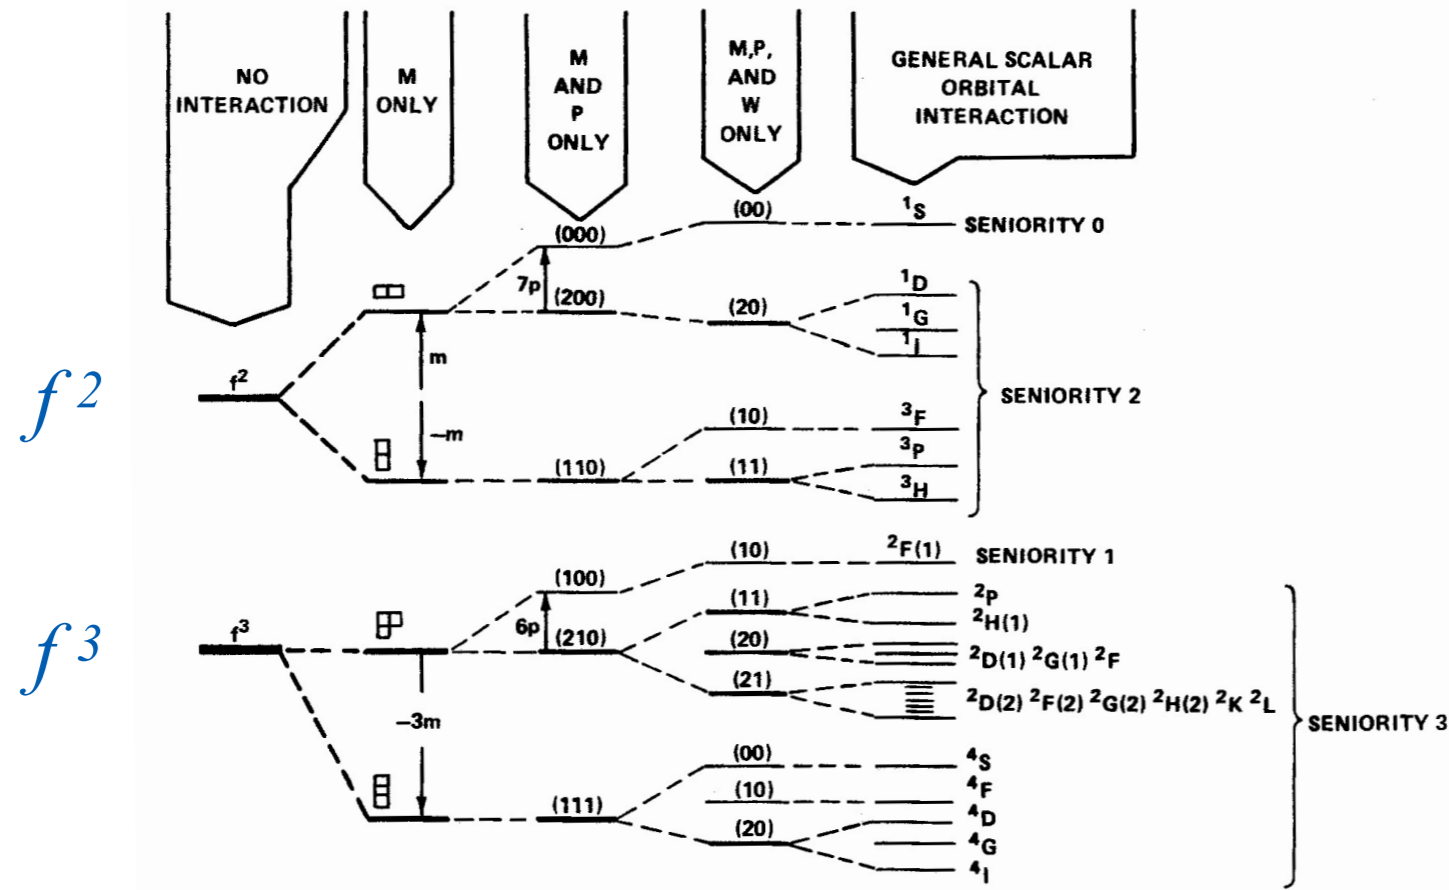 NO
INTERACTION
M
ONLY
M
AND
P
ONLY
M,P,
AND
W
ONLY
GENERAL SCALAR
ORBITAL
INTERACTION
(000)
(00)
¹S
SENIORITY 0
7p
(200)
(20)
¹D
¹G
¹I
m
f²
f 2
SENIORITY 2
–m
(10)
³F
(110)
(11)
³P
³H
(100)
(10)
²F(1)
SENIORITY 1
6p
(210)
(11)
²P
²H(1)
f³
f 3
(20)
²D(1) ²G(1) ²F
(21)
²D(2) ²F(2) ²G(2) ²H(2) ²K ²L
SENIORITY 3
–3m
(00)
⁴S
(111)
(10)
⁴F
(20)
⁴D
⁴G
⁴I